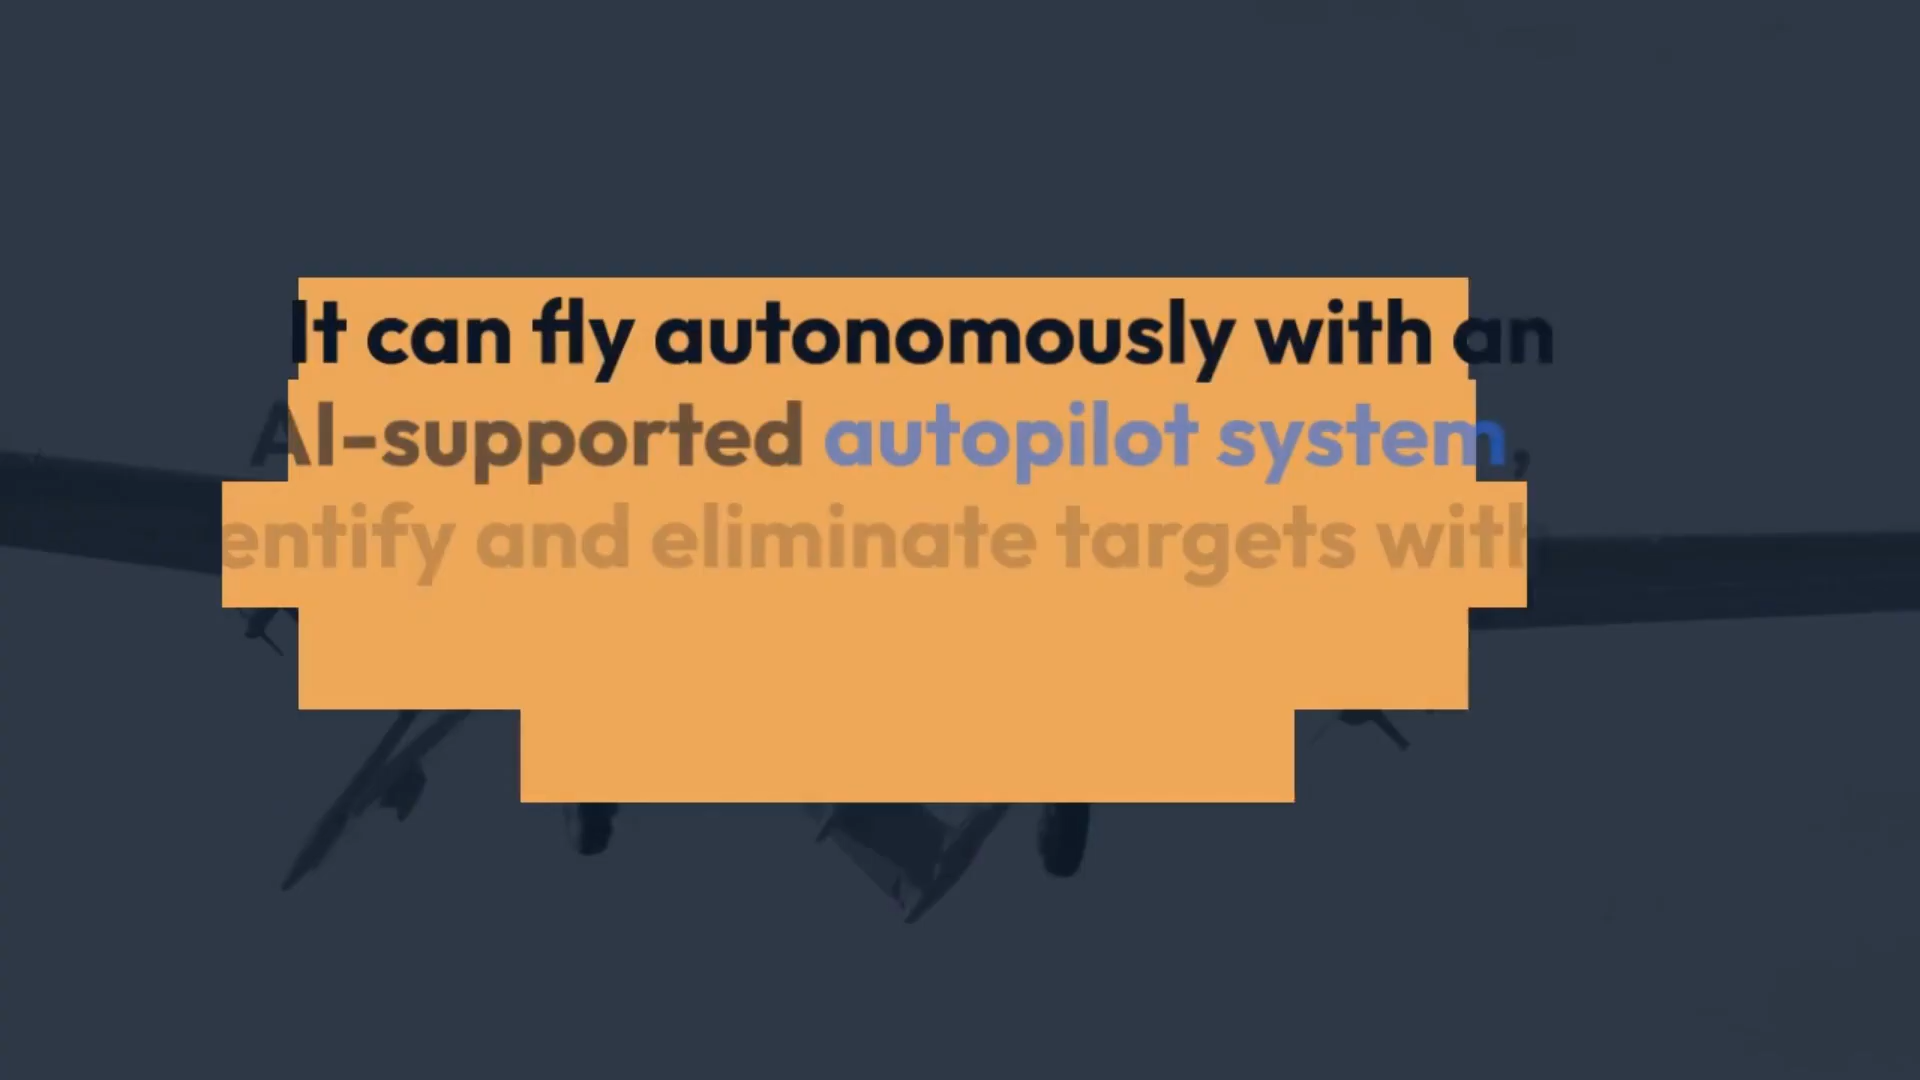 It can fly autonomously with an
AI-supported autopilot system,
entify and eliminate targets with